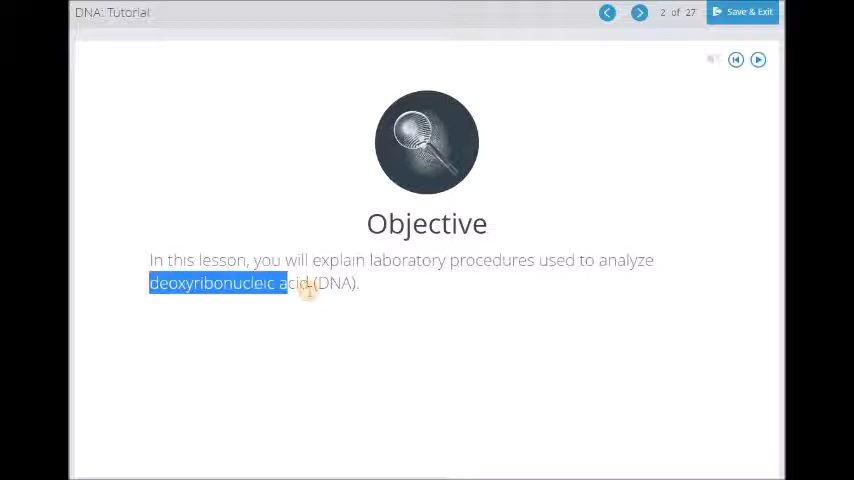 DNA: Tutorial
2 of 27
Save & Exit
Objective
In this lesson, you will explain laboratory procedures used to analyze
deoxyribonucleic acid (DNA).